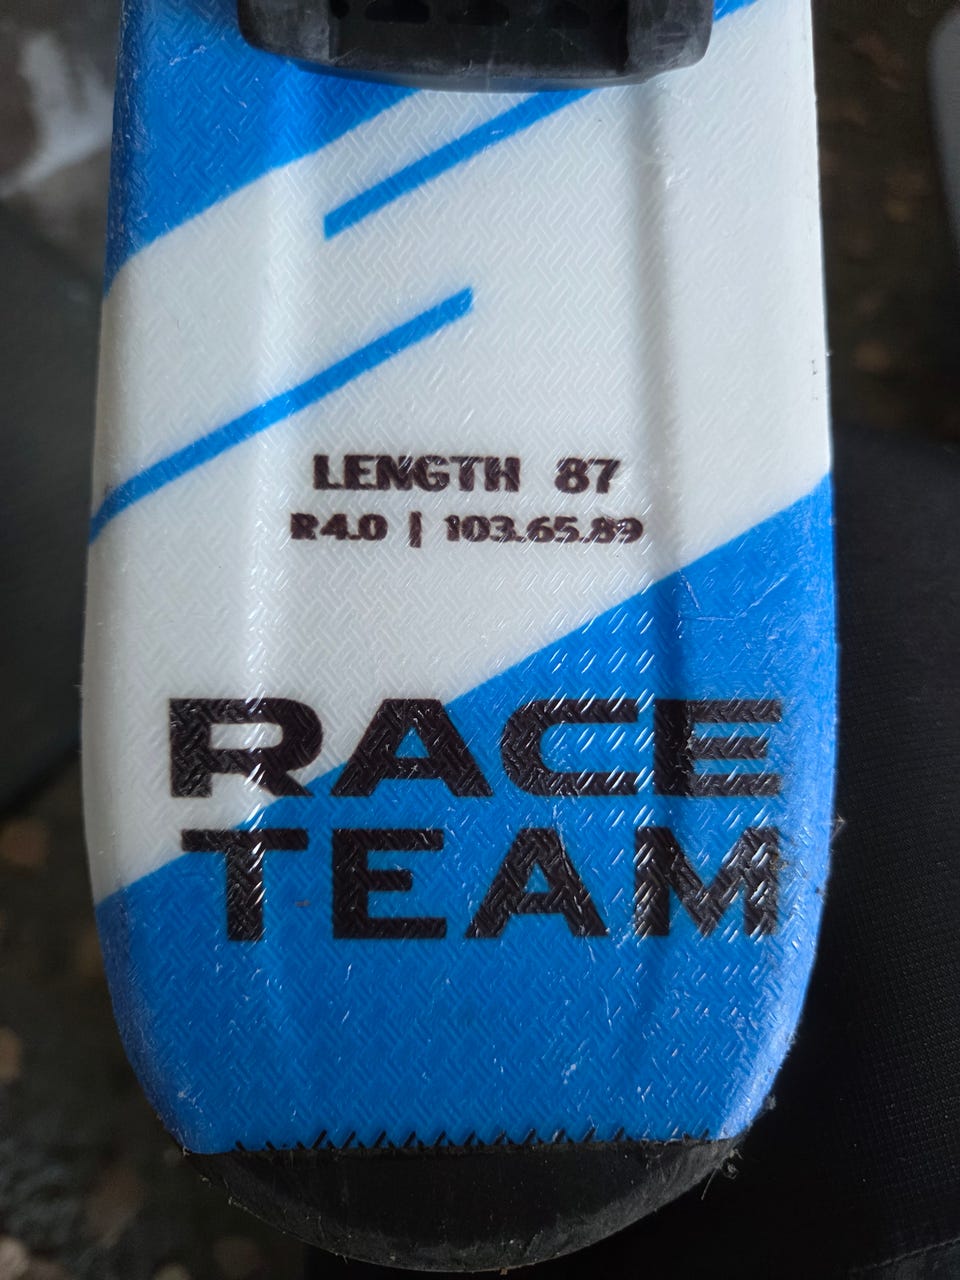 LENGTH 87
R4.0 | 103.65.89
RACE
TEAM